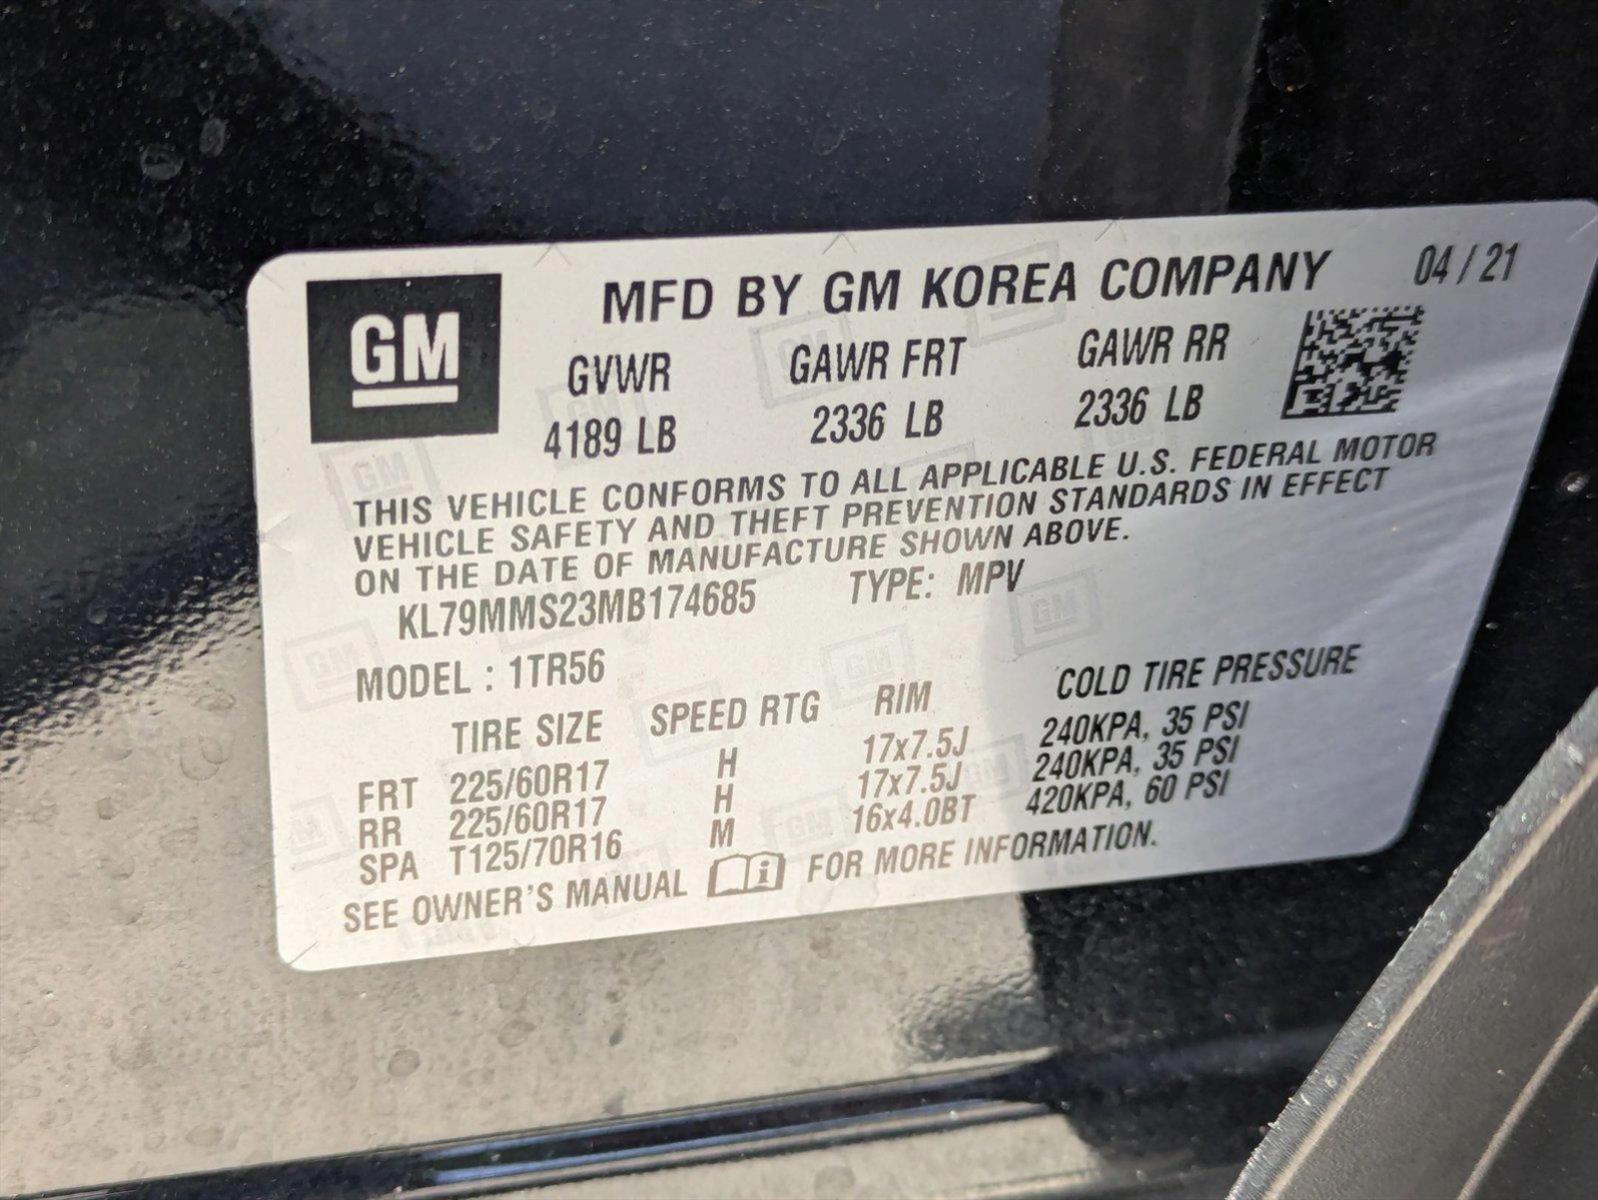 GM
MFD BY GM KOREA COMPANY 04 / 21
GVWR GAWR FRT GAWR RR
4189 LB 2336 LB 2336 LB
THIS VEHICLE CONFORMS TO ALL APPLICABLE U.S. FEDERAL MOTOR
VEHICLE SAFETY AND THEFT PREVENTION STANDARDS IN EFFECT
ON THE DATE OF MANUFACTURE SHOWN ABOVE.
KL79MMS23MB174685 TYPE: MPV
MODEL : 1TR56
TIRE SIZE SPEED RTG RIM COLD TIRE PRESSURE
FRT 225/60R17 H 17x7.5J 240KPA, 35 PSI
RR 225/60R17 H 17x7.5J 240KPA, 35 PSI
SPA T125/70R16 M 16x4.0BT 420KPA, 60 PSI
SEE OWNER'S MANUAL i FOR MORE INFORMATION.